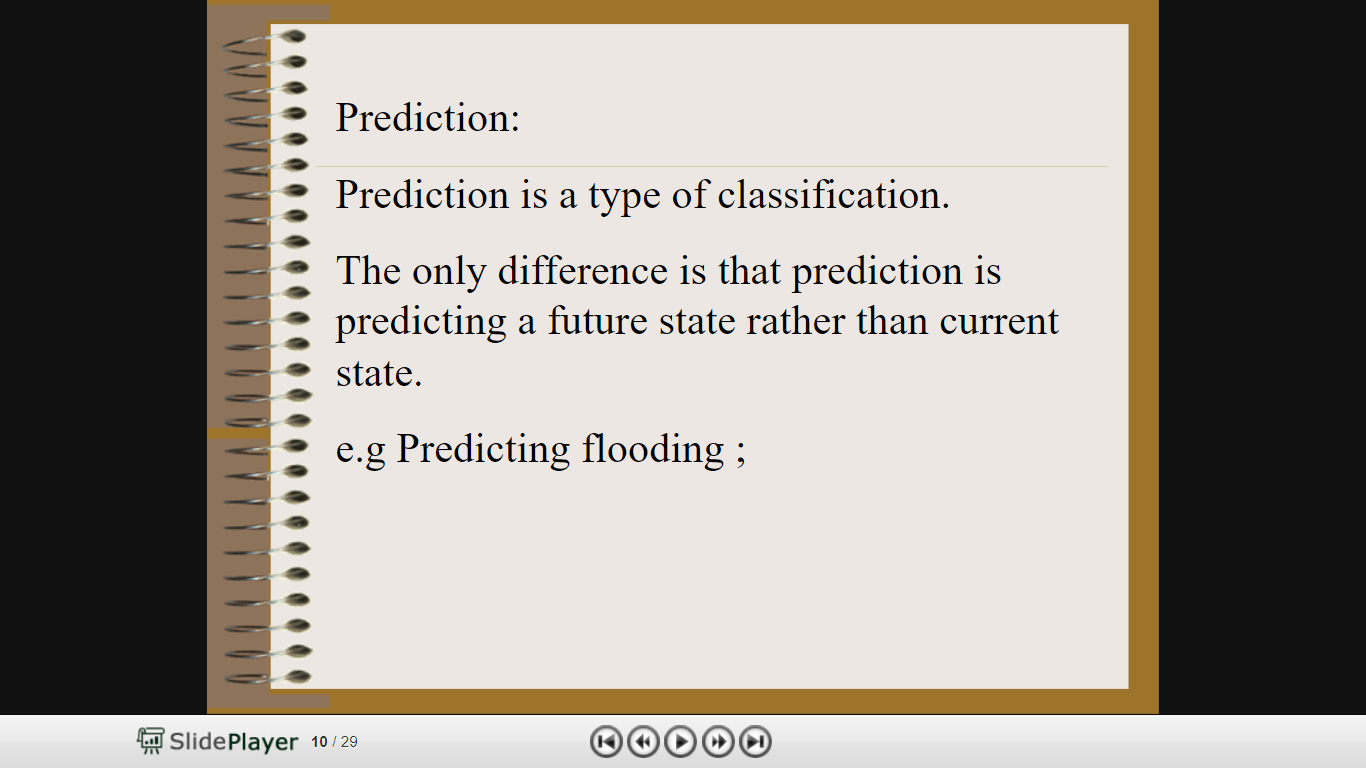 Prediction:
Prediction is a type of classification.
The only difference is that prediction is
predicting a future state rather than current
state.
e.g Predicting flooding ;
SlidePlayer 10 / 29